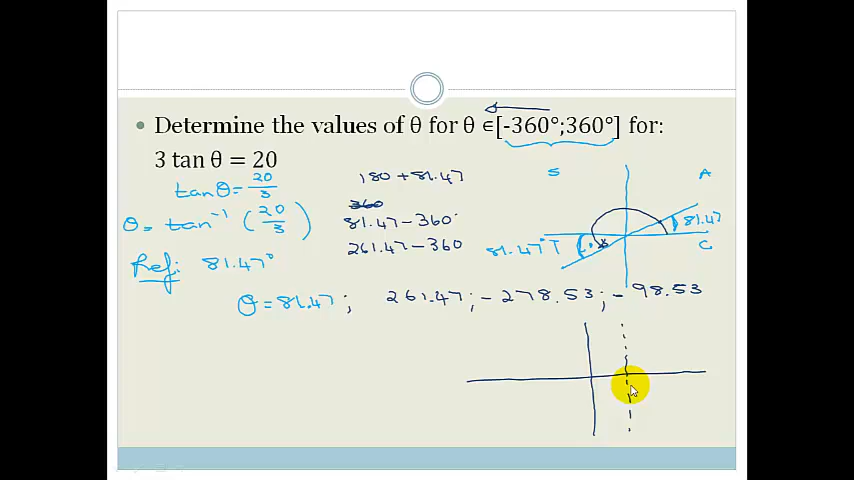 Determine the values of θ for θ ∈[-360°;360°] for:
3 tan θ = 20
tanθ = 20/3
θ = tan⁻¹ (20/3)
Ref: 81.47°
180 + 81.47
360
81.47 - 360°
261.47 - 360
S A
81.47
81.47° T C
θ = 81.47 ; 261.47 ; - 278.53 ; - 98.53